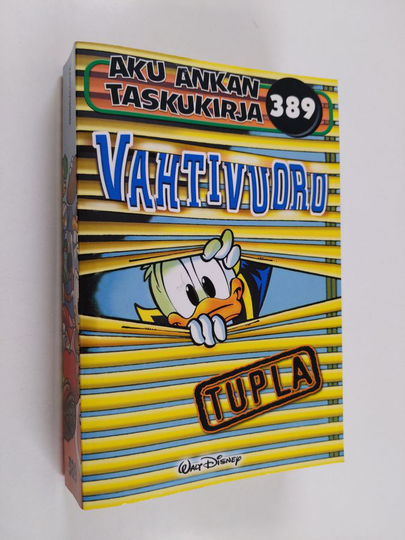 AKU ANKAN
TASKUKIRJA
389
VAHTIVUORO
TUPLA
WALT DISNEY